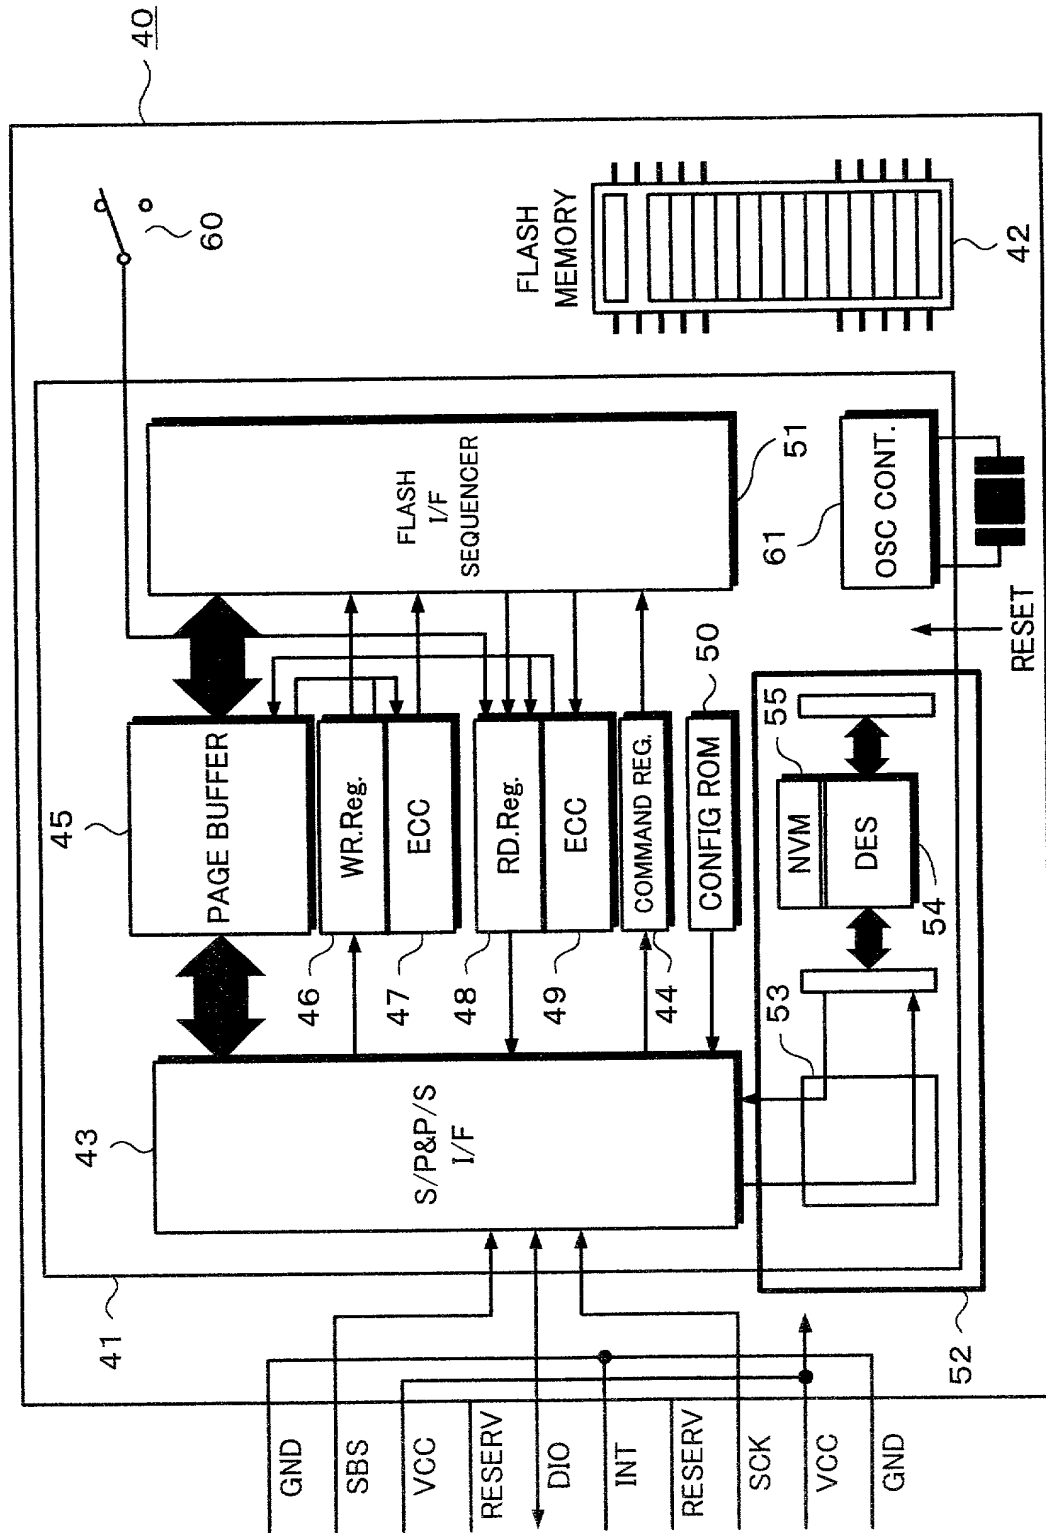 40
60
FLASH
MEMORY
42
45
PAGE BUFFER
46
WR.Reg.
47
ECC
48
RD.Reg.
49
ECC
44
COMMAND REG.
CONFIG ROM
50
FLASH
I/F
SEQUENCER
51
61
OSC CONT.
RESET
43
S/P&P/S
I/F
41
53
NVM
55
DES
54
52
GND
SBS
VCC
RESERV
DIO
INT
RESERV
SCK
VCC
GND